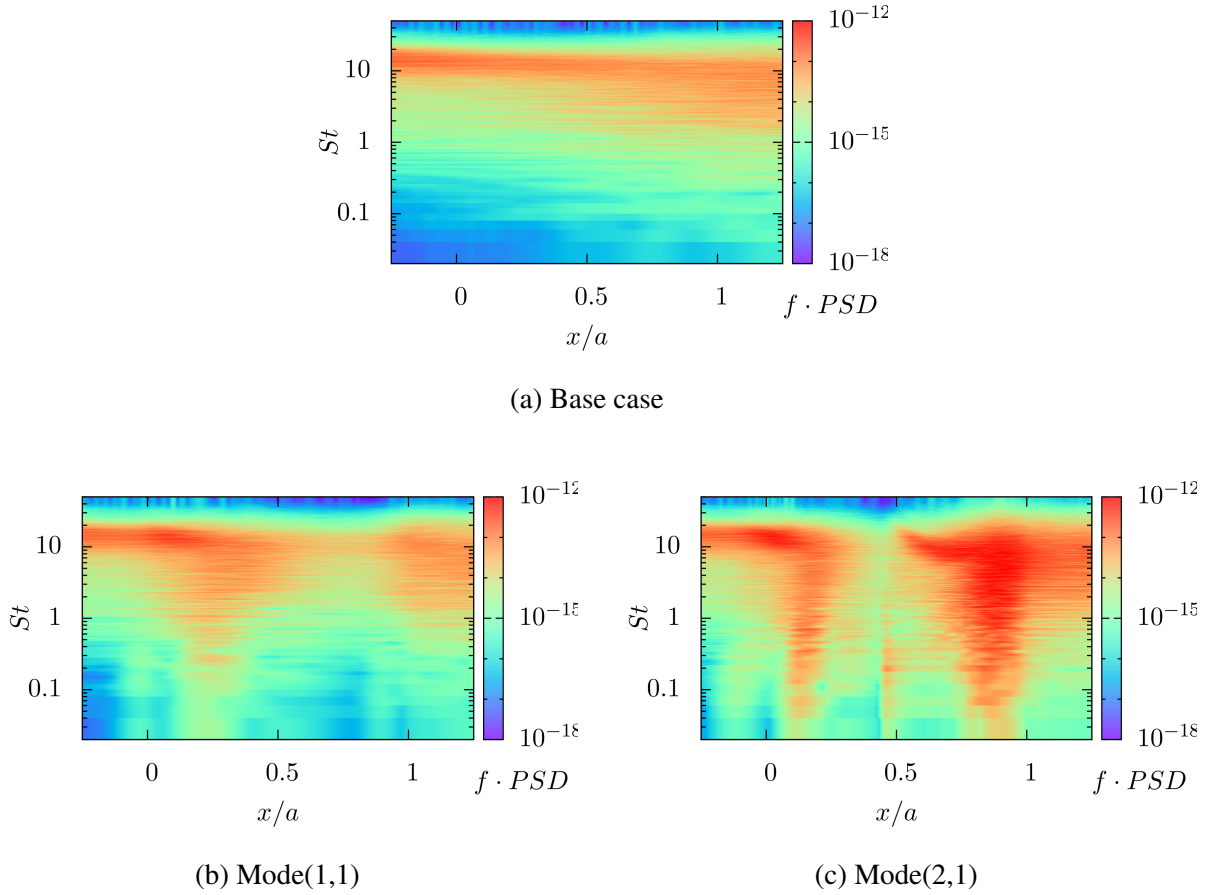 10⁻¹²
10
St
1
10⁻¹⁵
0.1
10⁻¹⁸
0 0.5 1 f · PSD
x/a
(a) Base case
10⁻¹² 10⁻¹²
10 10
St 1 10⁻¹⁵ St 1 10⁻¹⁵
0.1 0.1
10⁻¹⁸ 10⁻¹⁸
0 0.5 1 f · PSD 0 0.5 1 f · PSD
x/a x/a
(b) Mode(1,1) (c) Mode(2,1)